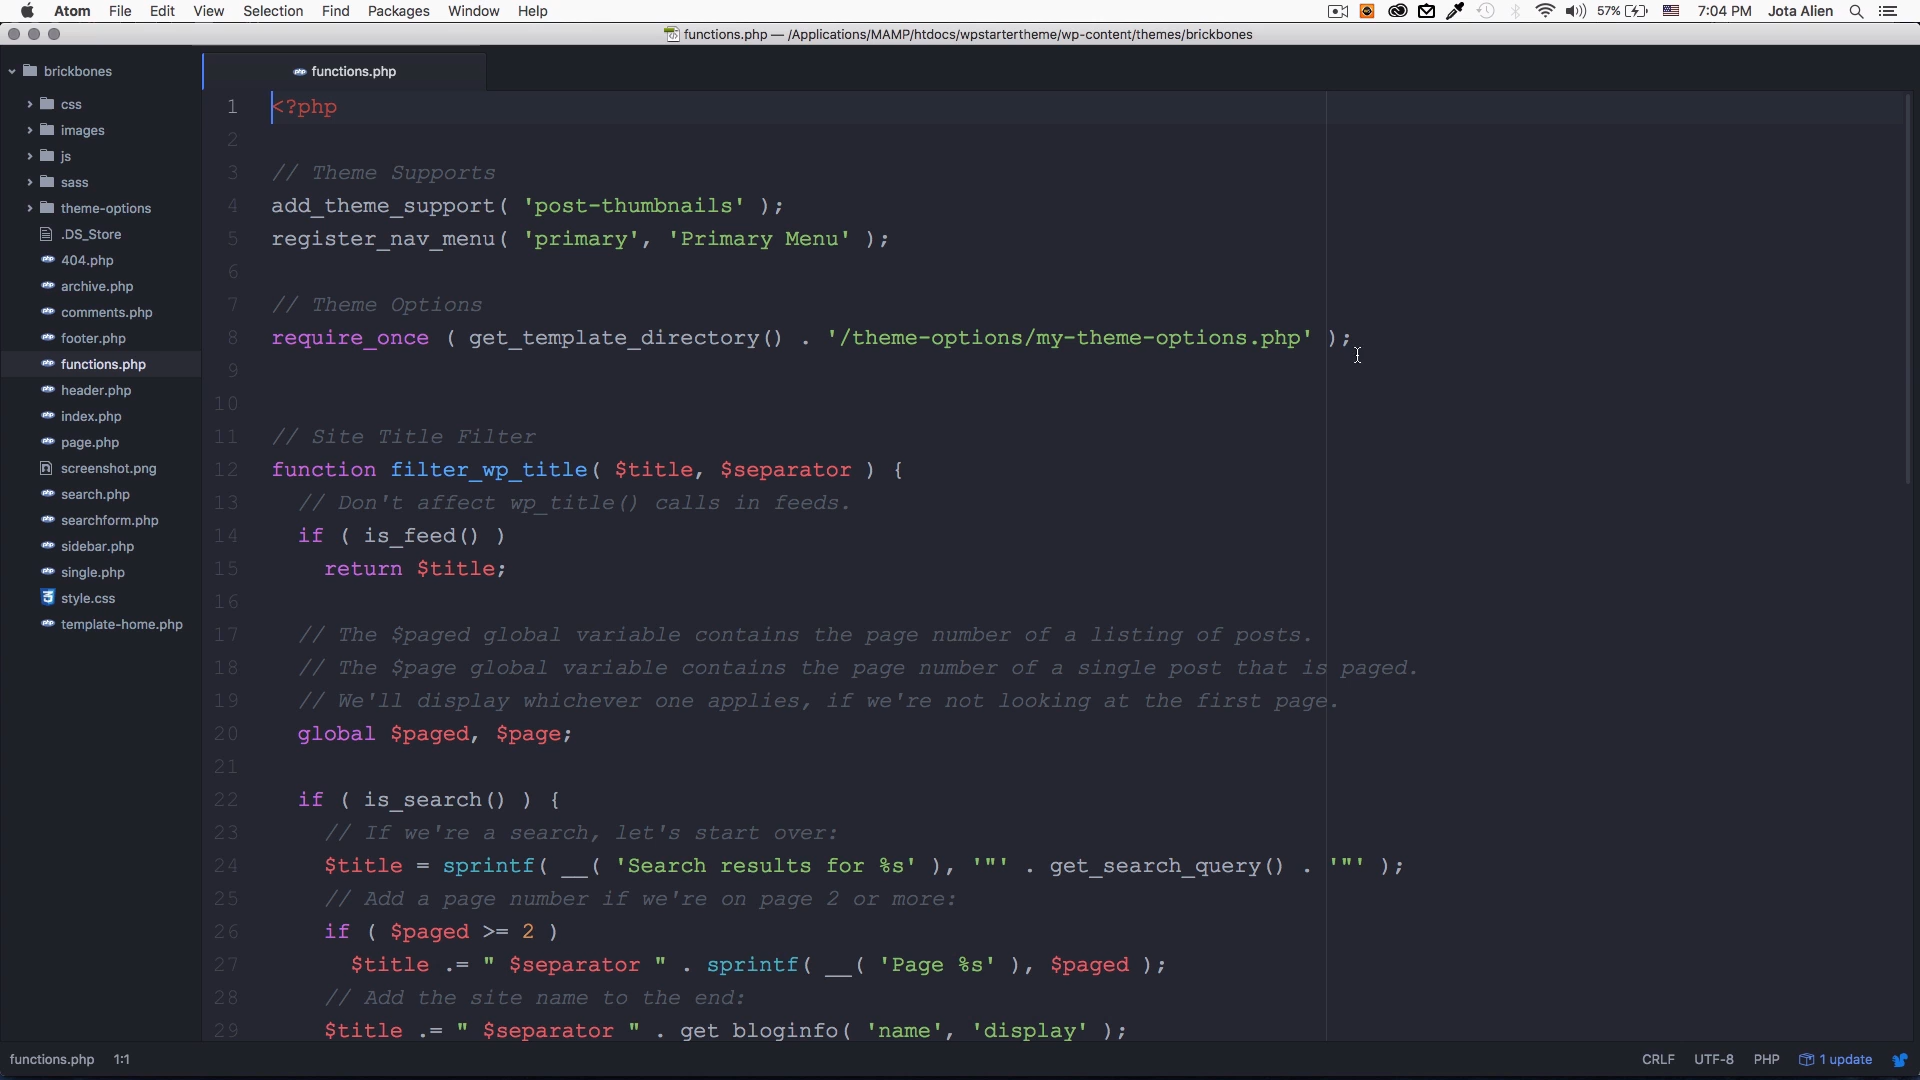 Atom File Edit View Selection Find Packages Window Help 57% 7:04 PM Jota Alien
functions.php — /Applications/MAMP/htdocs/wpstartertheme/wp-content/themes/brickbones
brickbones
css
images
js
sass
theme-options
.DS_Store
404.php
archive.php
comments.php
footer.php
functions.php
header.php
index.php
page.php
screenshot.png
search.php
searchform.php
sidebar.php
single.php
style.css
template-home.php
functions.php
1 <?php
2
3 // Theme Supports
4 add_theme_support( 'post-thumbnails' );
5 register_nav_menu( 'primary', 'Primary Menu' );
6
7 // Theme Options
8 require_once ( get_template_directory() . '/theme-options/my-theme-options.php' );
9
10
11 // Site Title Filter
12 function filter_wp_title( $title, $separator ) {
13 // Don't affect wp_title() calls in feeds.
14 if ( is_feed() )
15 return $title;
16
17 // The $paged global variable contains the page number of a listing of posts.
18 // The $page global variable contains the page number of a single post that is paged.
19 // We'll display whichever one applies, if we're not looking at the first page.
20 global $paged, $page;
21
22 if ( is_search() ) {
23 // If we're a search, let's start over:
24 $title = sprintf( __( 'Search results for %s' ), '"' . get_search_query() . '"' );
25 // Add a page number if we're on page 2 or more:
26 if ( $paged >= 2 )
27 $title .= " $separator " . sprintf( __( 'Page %s' ), $paged );
28 // Add the site name to the end:
29 $title .= " $separator " . get_bloginfo( 'name', 'display' );
functions.php 1:1 CRLF UTF-8 PHP 1 update